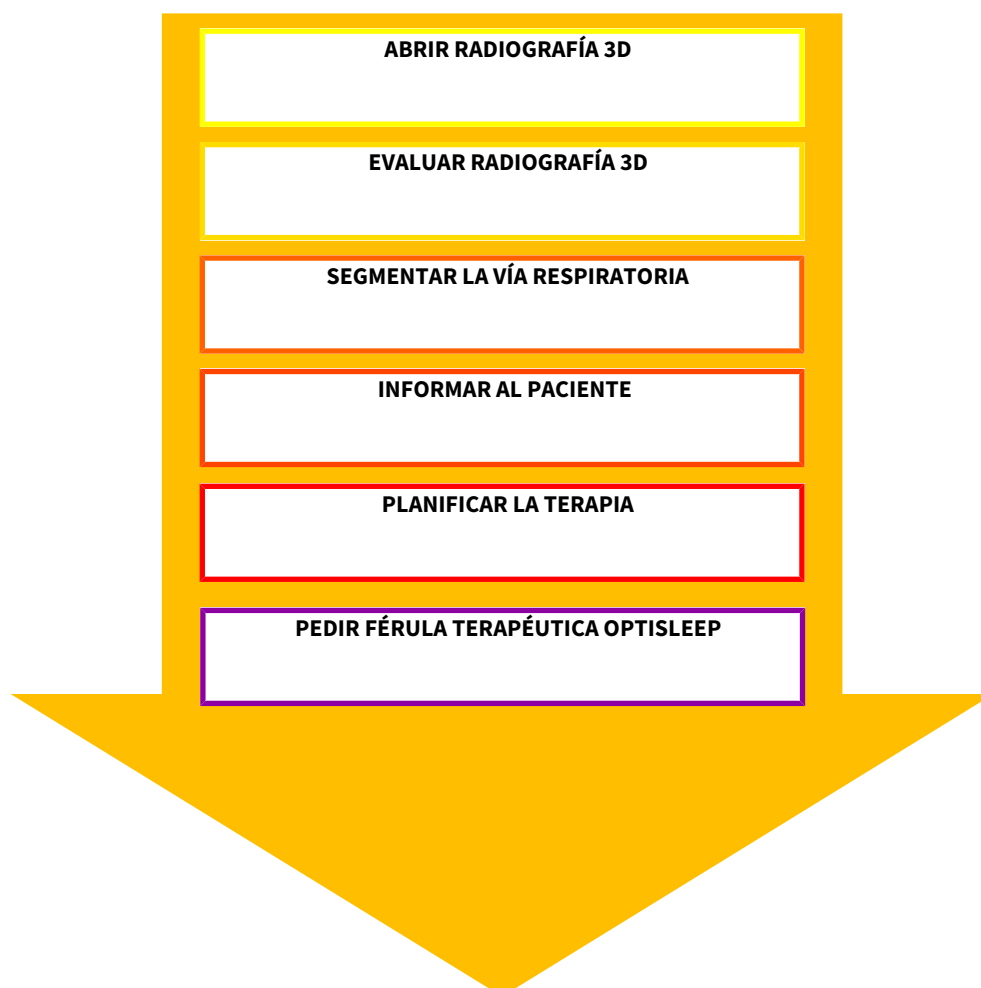 ABRIR RADIOGRAFÍA 3D
EVALUAR RADIOGRAFÍA 3D
SEGMENTAR LA VÍA RESPIRATORIA
INFORMAR AL PACIENTE
PLANIFICAR LA TERAPIA
PEDIR FÉRULA TERAPÉUTICA OPTISLEEP